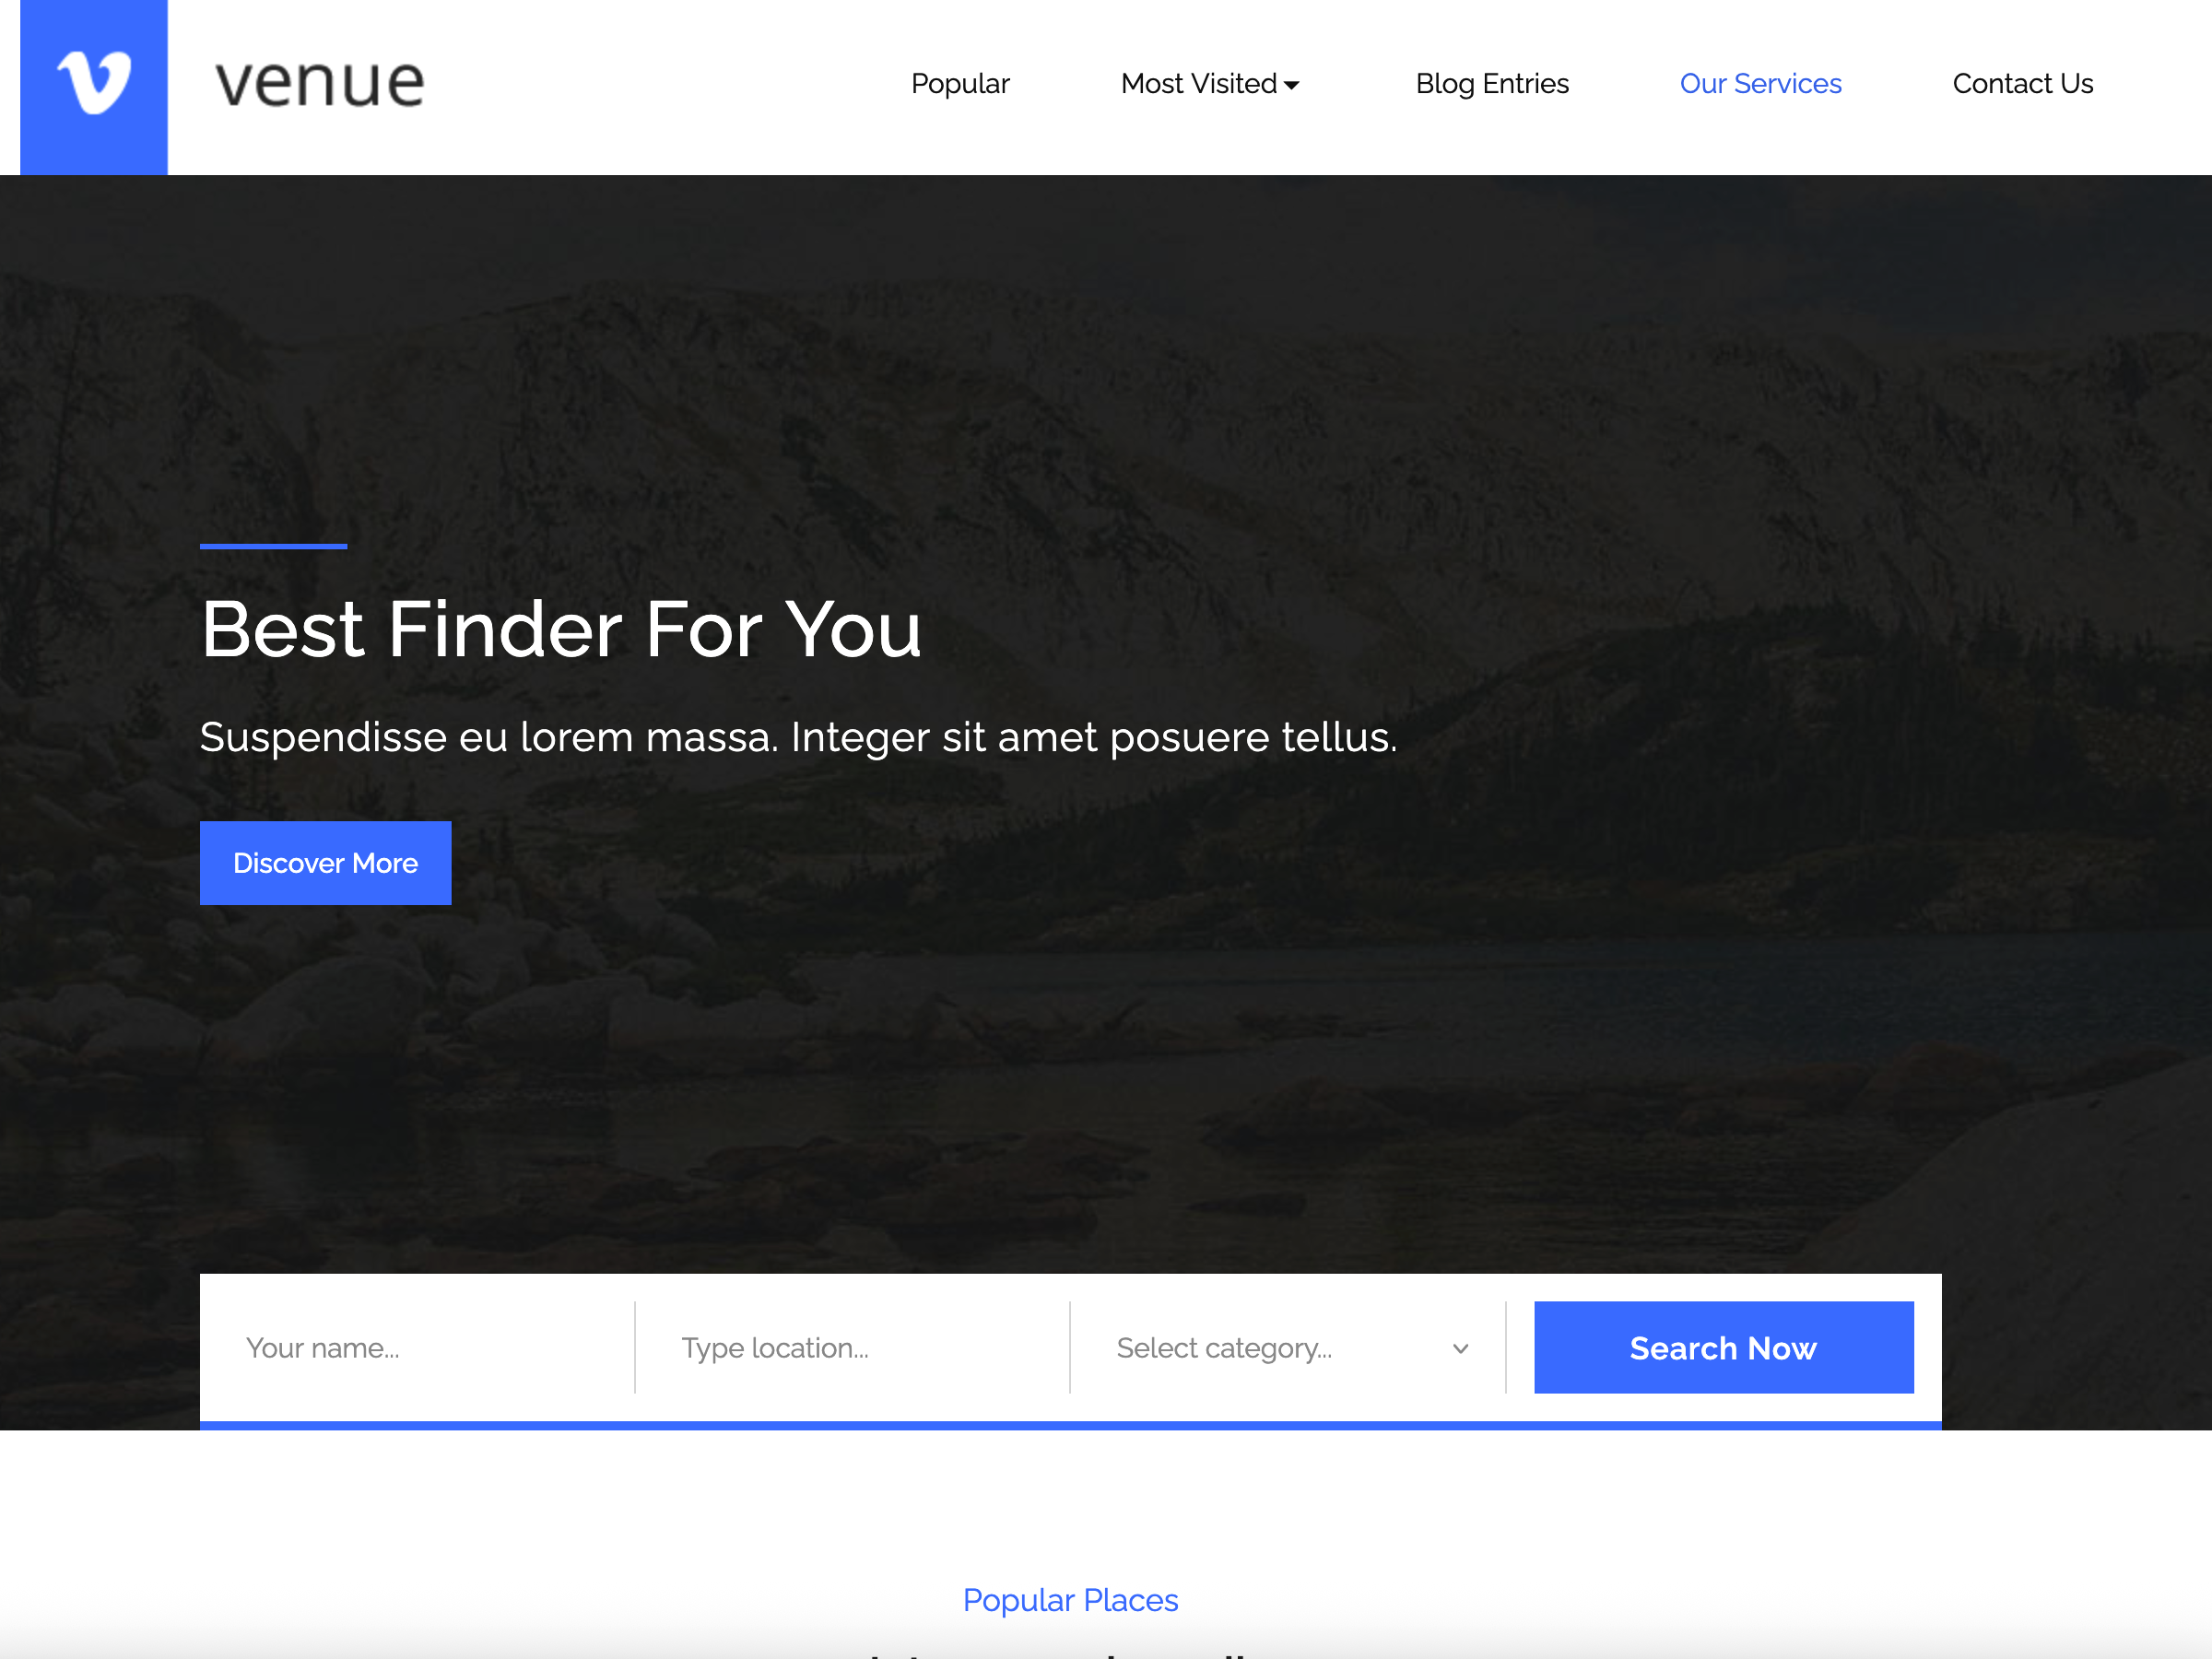 venue
Popular Most Visited Blog Entries Our Services Contact Us
Best Finder For You
Suspendisse eu lorem massa. Integer sit amet posuere tellus.
Discover More
Your name... Type location... Select category... Search Now
Popular Places